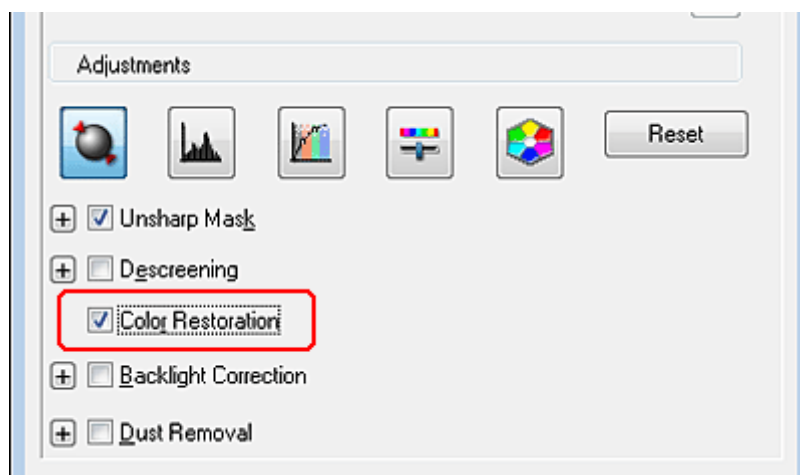 Adjustments
Reset
Unsharp Mask
Descreening
Color Restoration
Backlight Correction
Dust Removal